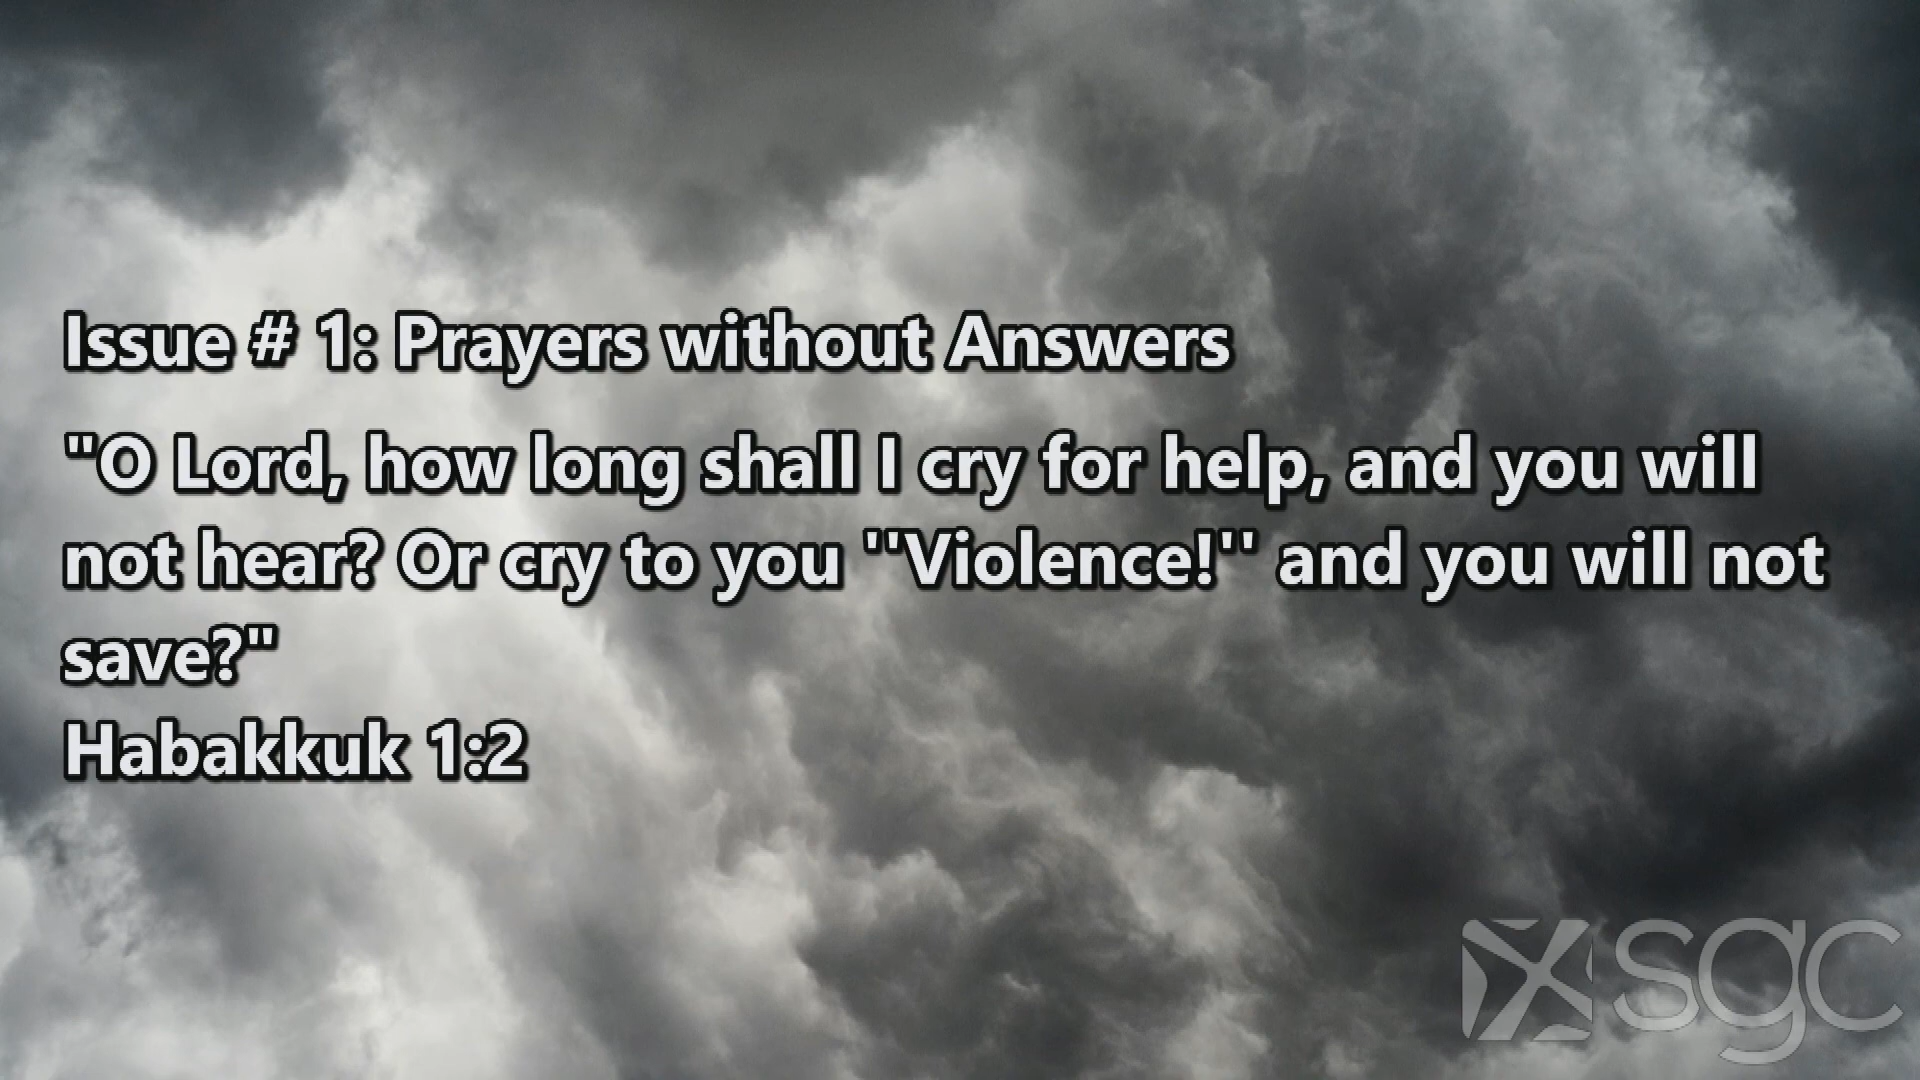 Issue # 1: Prayers without Answers
"O Lord, how long shall I cry for help, and you will
not hear? Or cry to you ''Violence!'' and you will not
save?"
Habakkuk 1:2
sgc